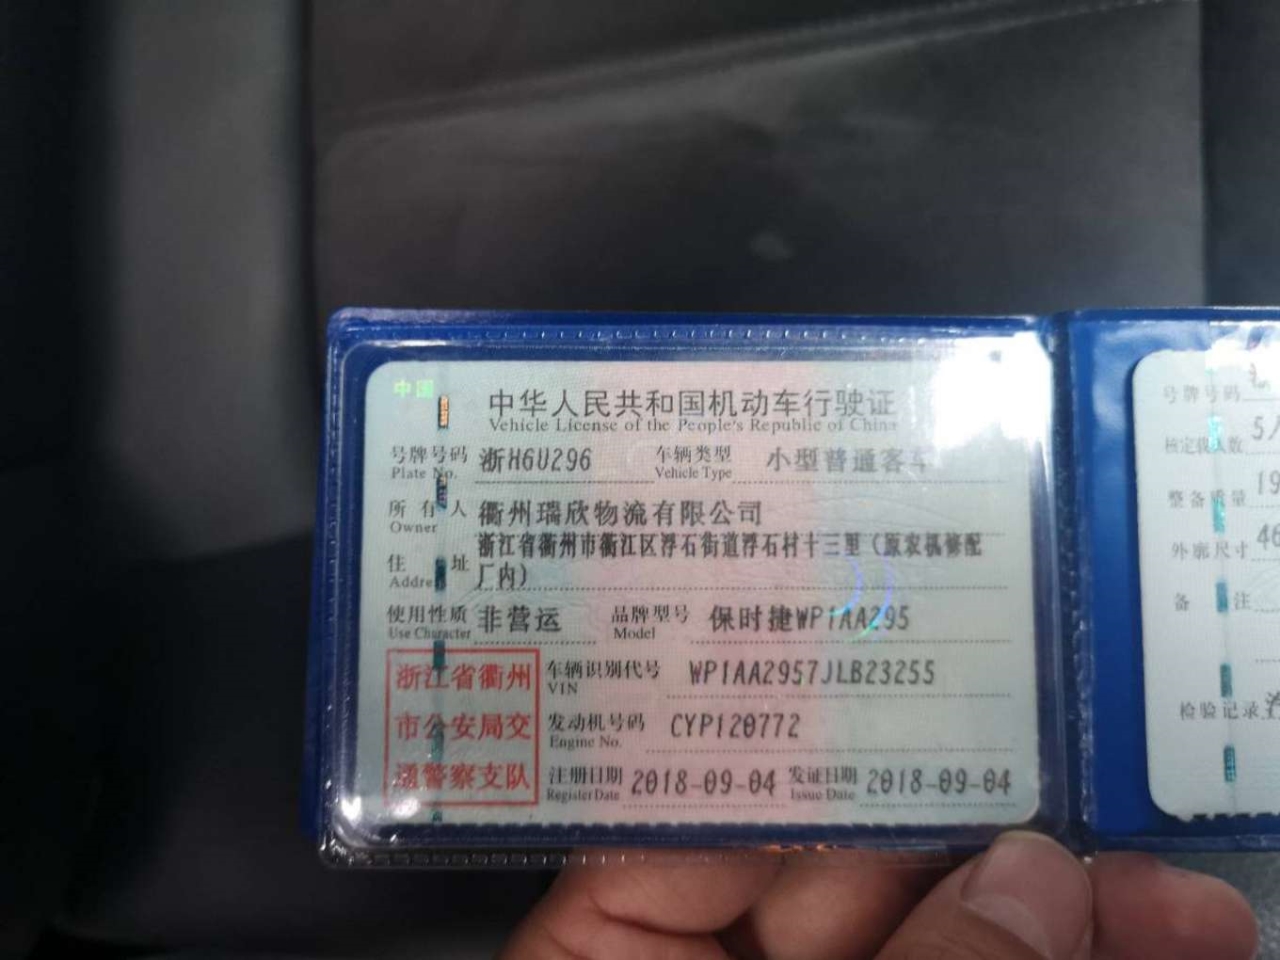 中国
中华人民共和国机动车行驶证
Vehicle License of the People's Republic of China
号牌号码 浙H6U296 车辆类型 小型普通客车
Plate No. Vehicle Type
所有人 衢州瑞欣物流有限公司
Owner
住址 浙江省衢州市衢江区浮石街道浮石村十三里（原农机修配
Address 厂内）
使用性质 非营运 品牌型号 保时捷WP1AA295
Use Character Model
浙江省衢州
市公安局交
通警察支队
车辆识别代号 WP1AA2957JLB23255
VIN
发动机号码 CYP120772
Engine No.
注册日期 2018-09-04 发证日期 2018-09-04
Register Date Issue Date
号牌号码
核定载人数 5
整备质量 19
外廓尺寸 46
备注
检验记录